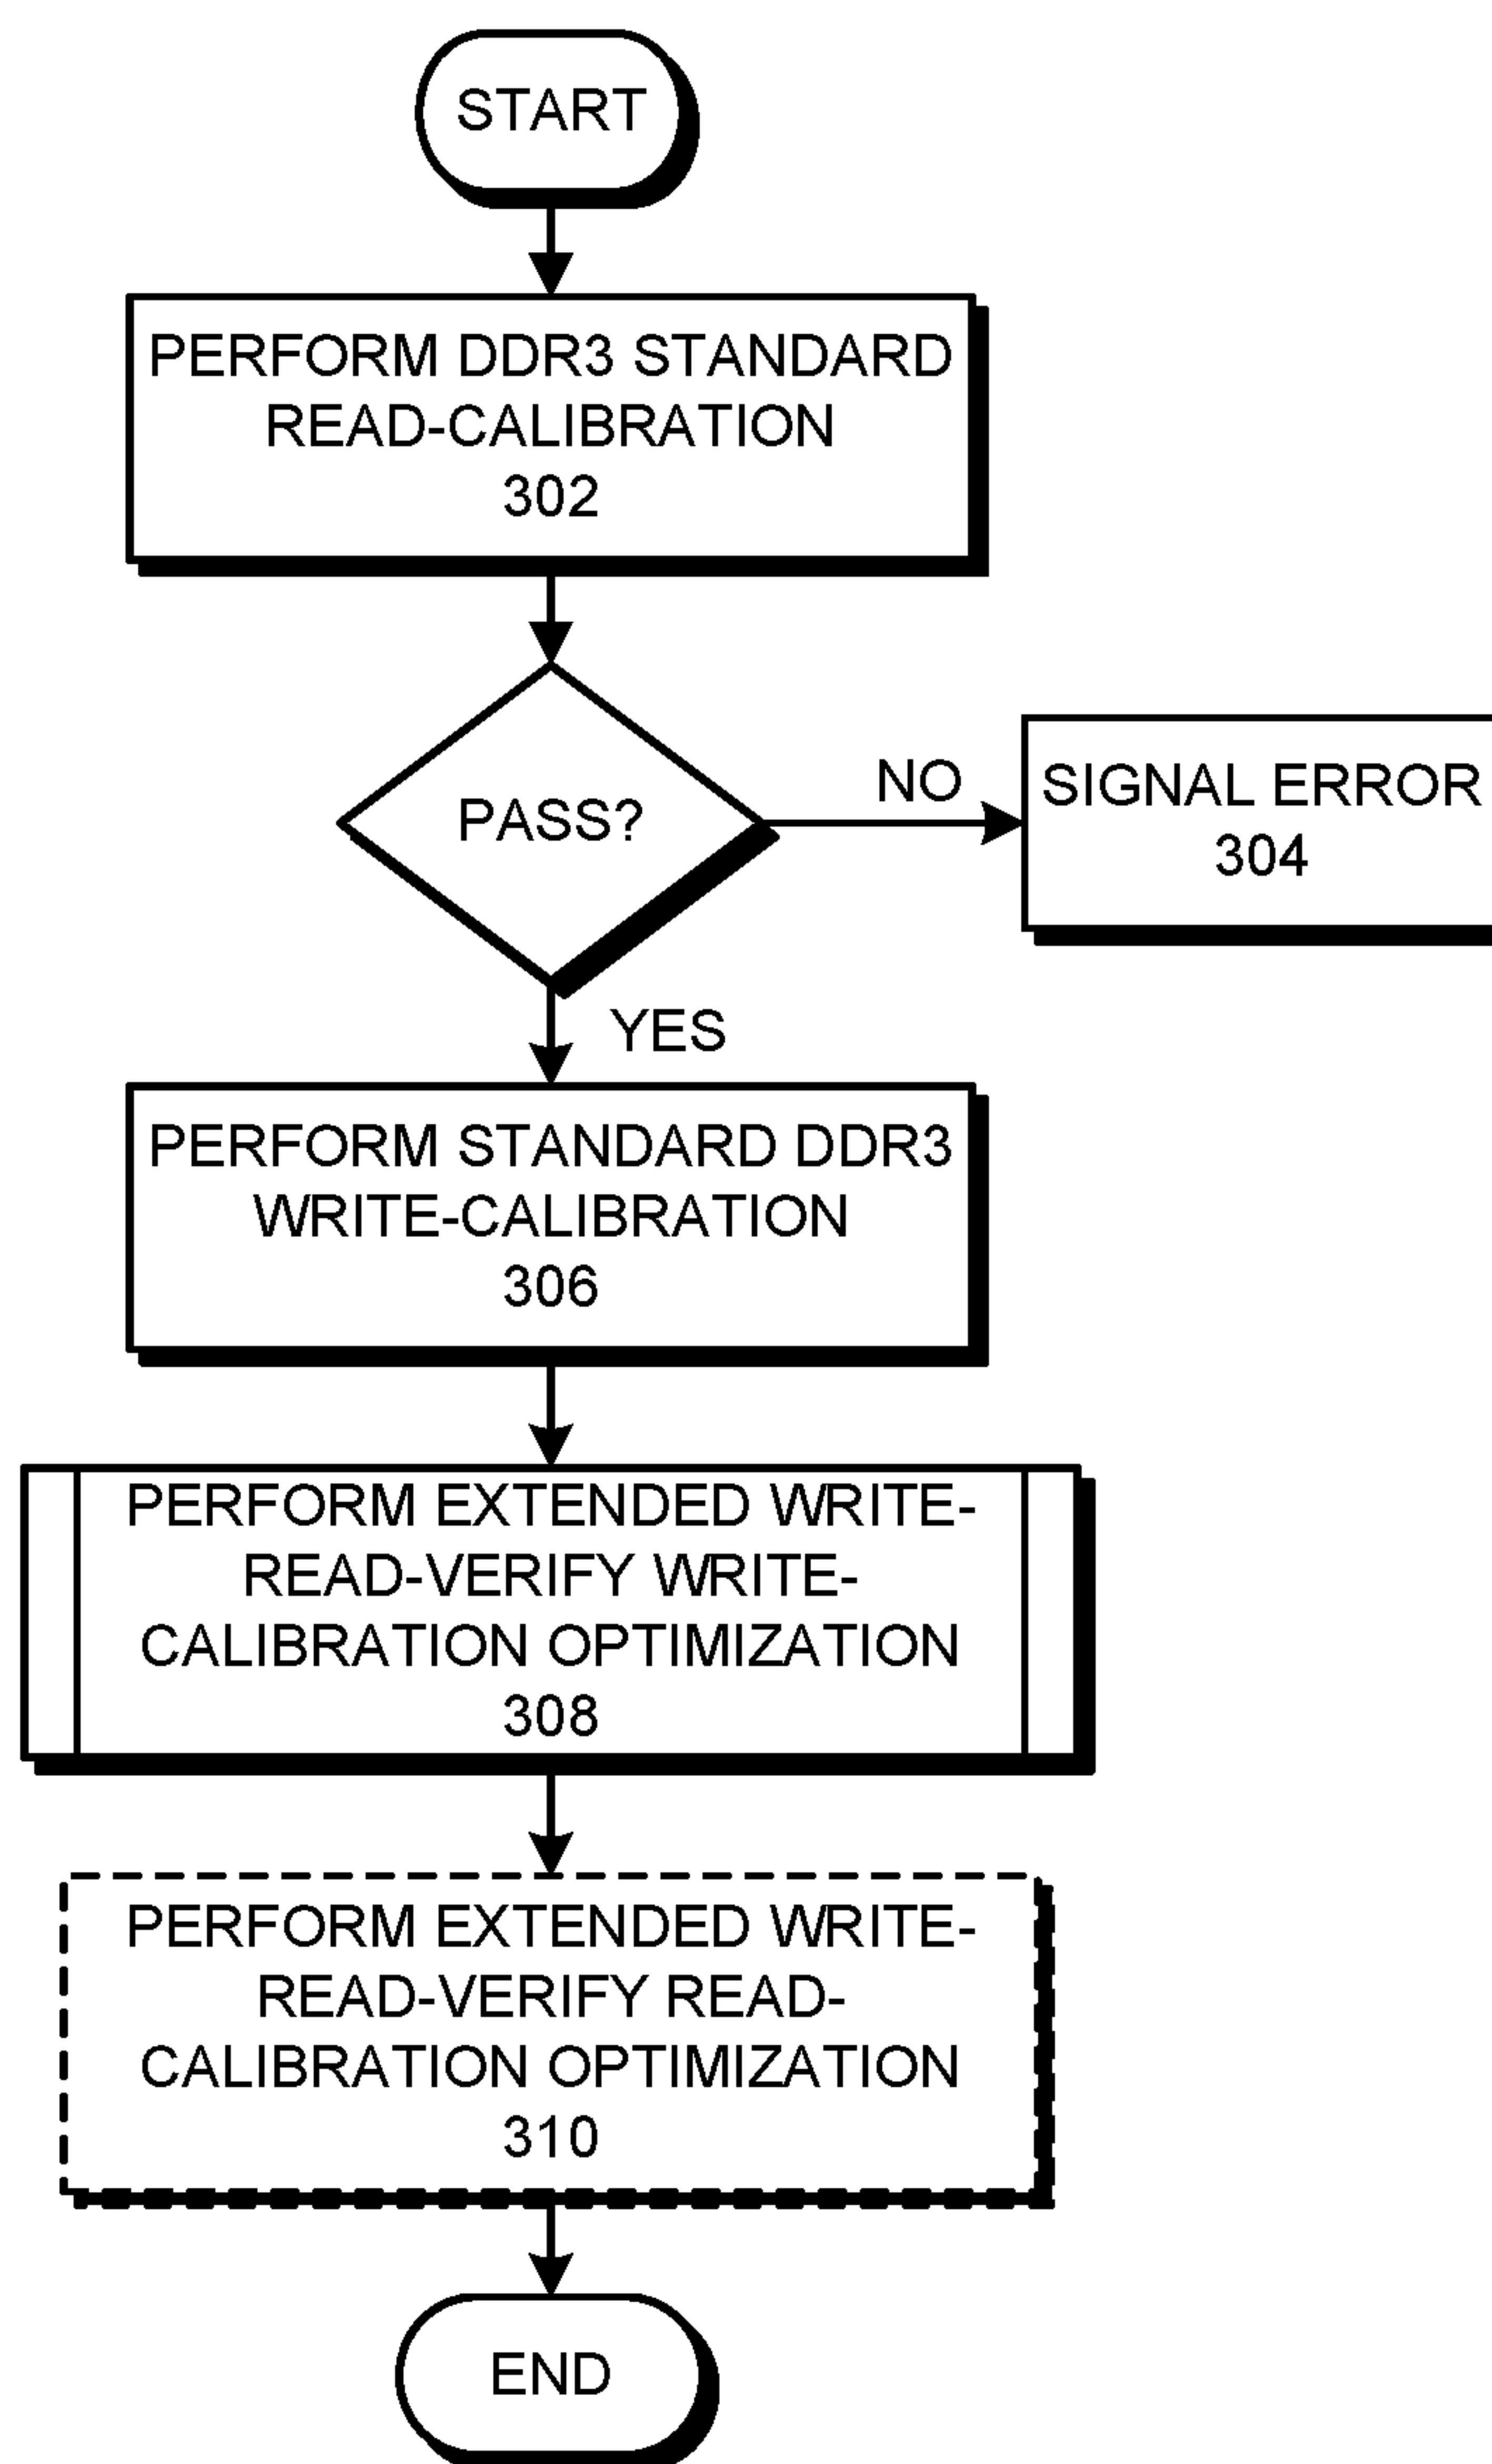 START
PERFORM DDR3 STANDARD
READ-CALIBRATION
302
PASS?
NO
SIGNAL ERROR
304
YES
PERFORM STANDARD DDR3
WRITE-CALIBRATION
306
PERFORM EXTENDED WRITE-
READ-VERIFY WRITE-
CALIBRATION OPTIMIZATION
308
PERFORM EXTENDED WRITE-
READ-VERIFY READ-
CALIBRATION OPTIMIZATION
310
END